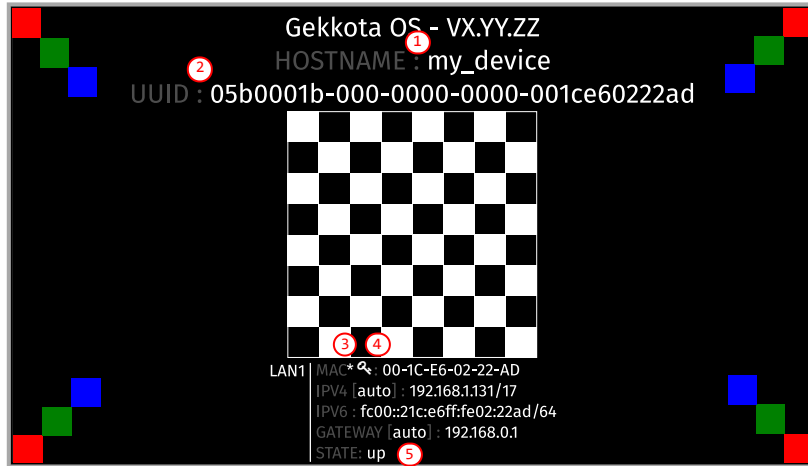 Gekkota OS - VX.YY.ZZ
1
HOSTNAME : my_device
2
UUID : 05b0001b-000-0000-0000-001ce60222ad
3 4
LAN1 MAC* : 00-1C-E6-02-22-AD
IPV4 [auto] : 192.168.1.131/17
IPV6 : fc00::21c:e6ff:fe02:22ad/64
GATEWAY [auto] : 192.168.0.1
STATE: up 5